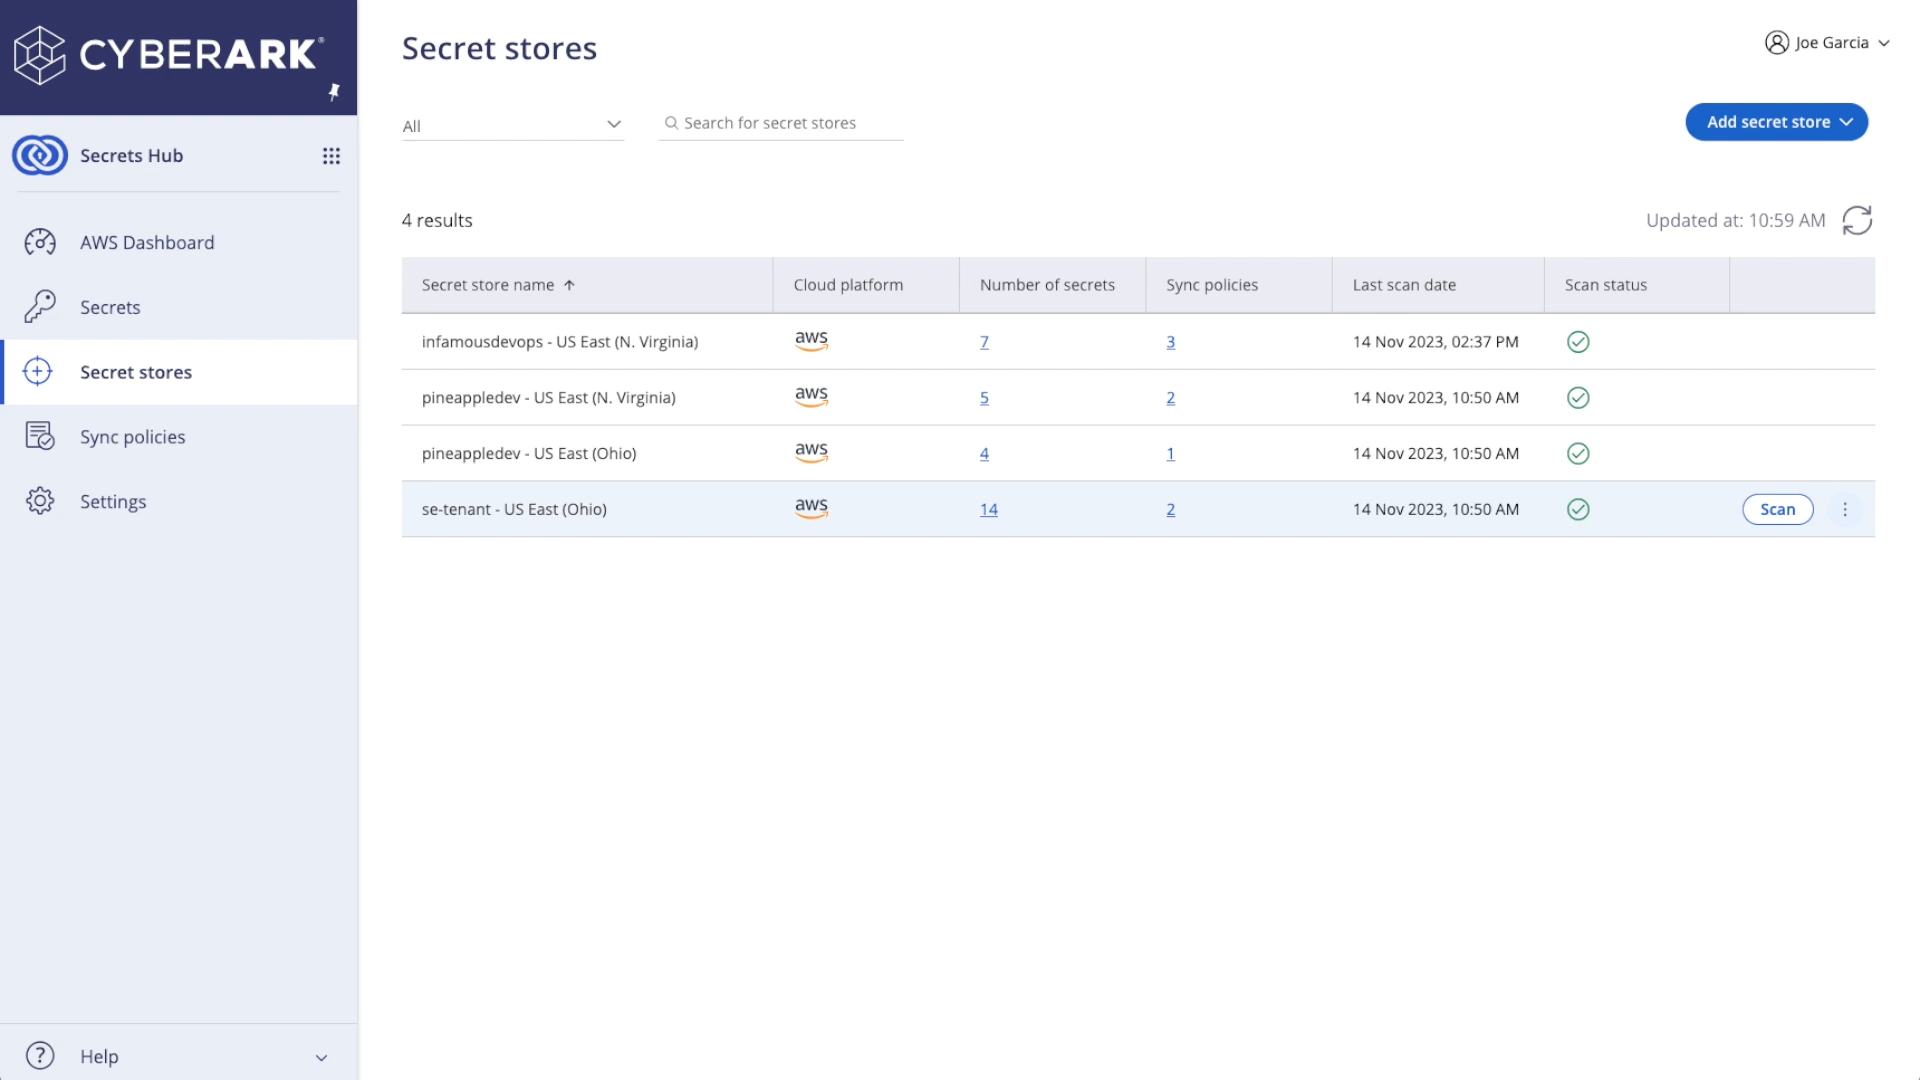 CYBERARK®
Secrets Hub
AWS Dashboard
Secrets
Secret stores
Sync policies
Settings
Help
Secret stores
Joe Garcia
All
Search for secret stores
Add secret store
4 results
Updated at: 10:59 AM
Secret store name Cloud platform Number of secrets Sync policies Last scan date Scan status
infamousdevops - US East (N. Virginia) aws 7 3 14 Nov 2023, 02:37 PM
pineappledev - US East (N. Virginia) aws 5 2 14 Nov 2023, 10:50 AM
pineappledev - US East (Ohio) aws 4 1 14 Nov 2023, 10:50 AM
se-tenant - US East (Ohio) aws 14 2 14 Nov 2023, 10:50 AM Scan